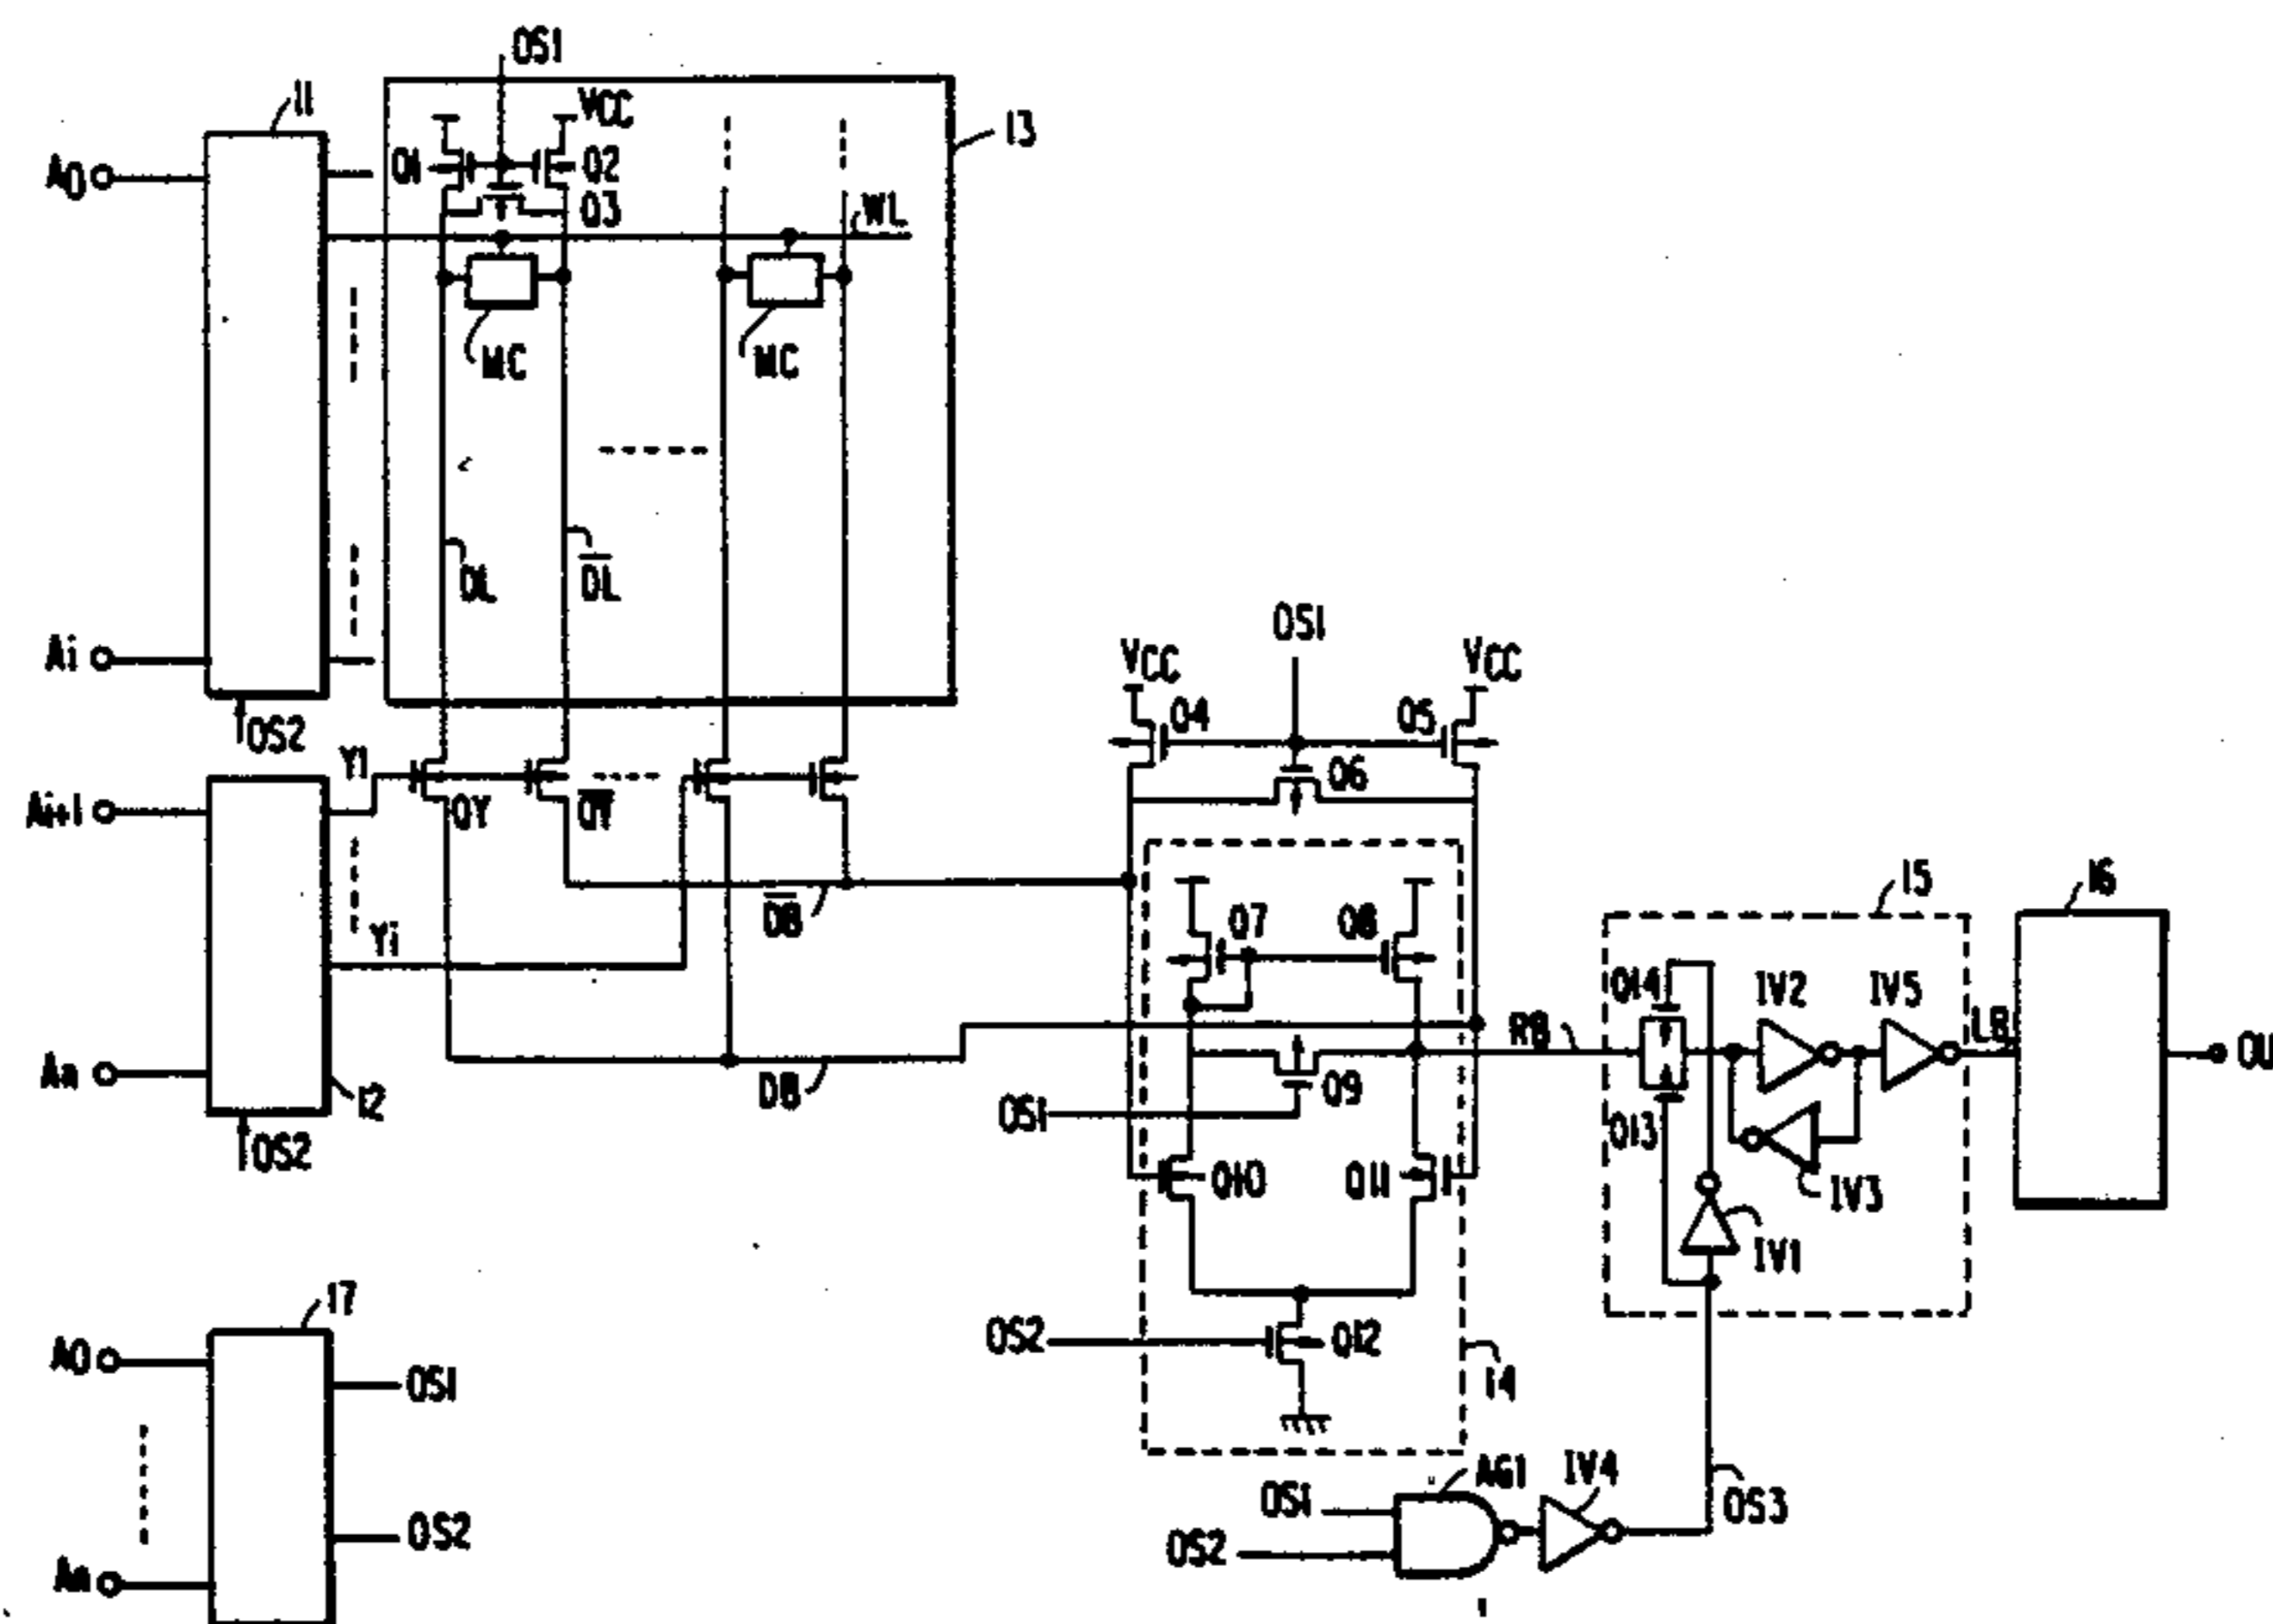 OS1
11
VCC
13
A0
Q1
Q2
Q3
WL
MC
MC
DL
DL
Ai
OS2
OS1
VCC
VCC
Q4
Q5
Y1
Q6
Ai+1
QY
QY
DB
Q7
Q8
15
16
Yi
Q14
IV2
IV5
LB
RB
An
12
DB
OS1
Q9
OU
Q13
OS2
Q10
Q11
IV3
IV1
17
A0
OS2
Q12
OS1
14
AG1
IV4
OS1
OS3
OS2
OS2
An